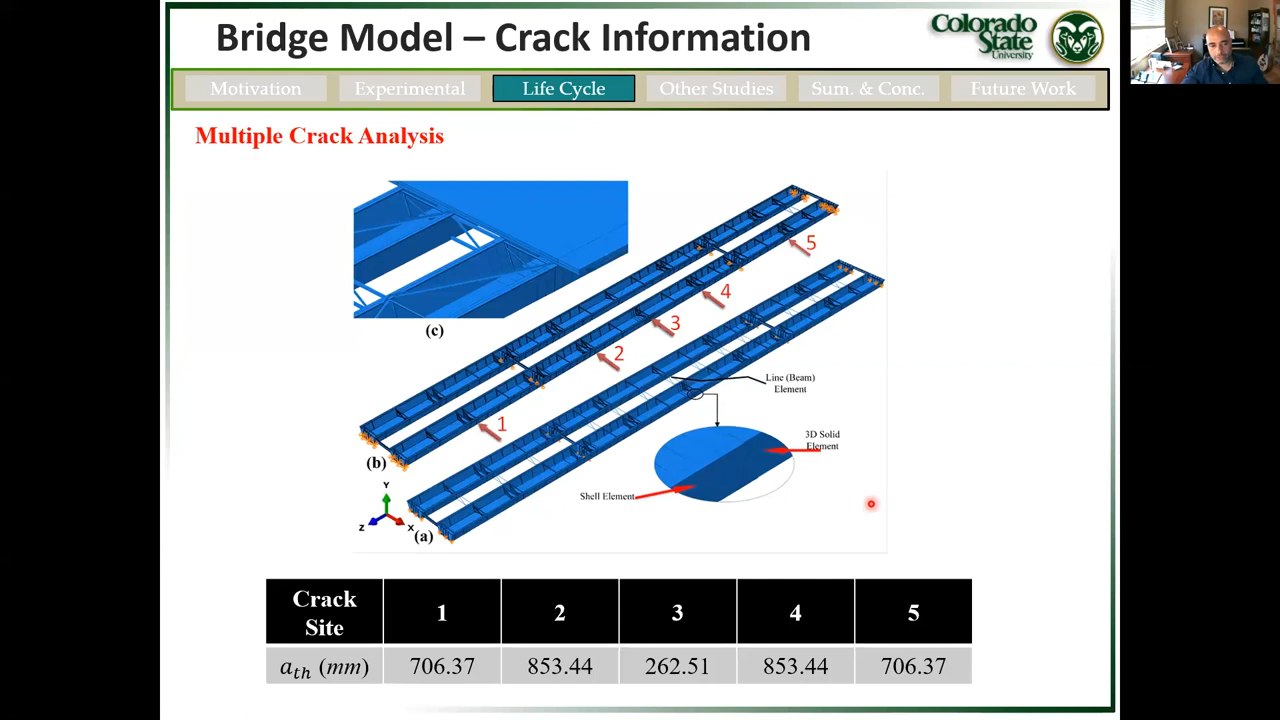 Bridge Model – Crack Information
Colorado
State
University
Motivation
Experimental
Life Cycle
Other Studies
Sum. & Conc.
Future Work
Multiple Crack Analysis
(c)
5
4
3
2
1
Line (Beam)
Element
3D Solid
Element
Shell Element
(b)
Y
Z
X
(a)
Crack Site 1 2 3 4 5
𝑎𝑡ℎ (𝑚𝑚) 706.37 853.44 262.51 853.44 706.37